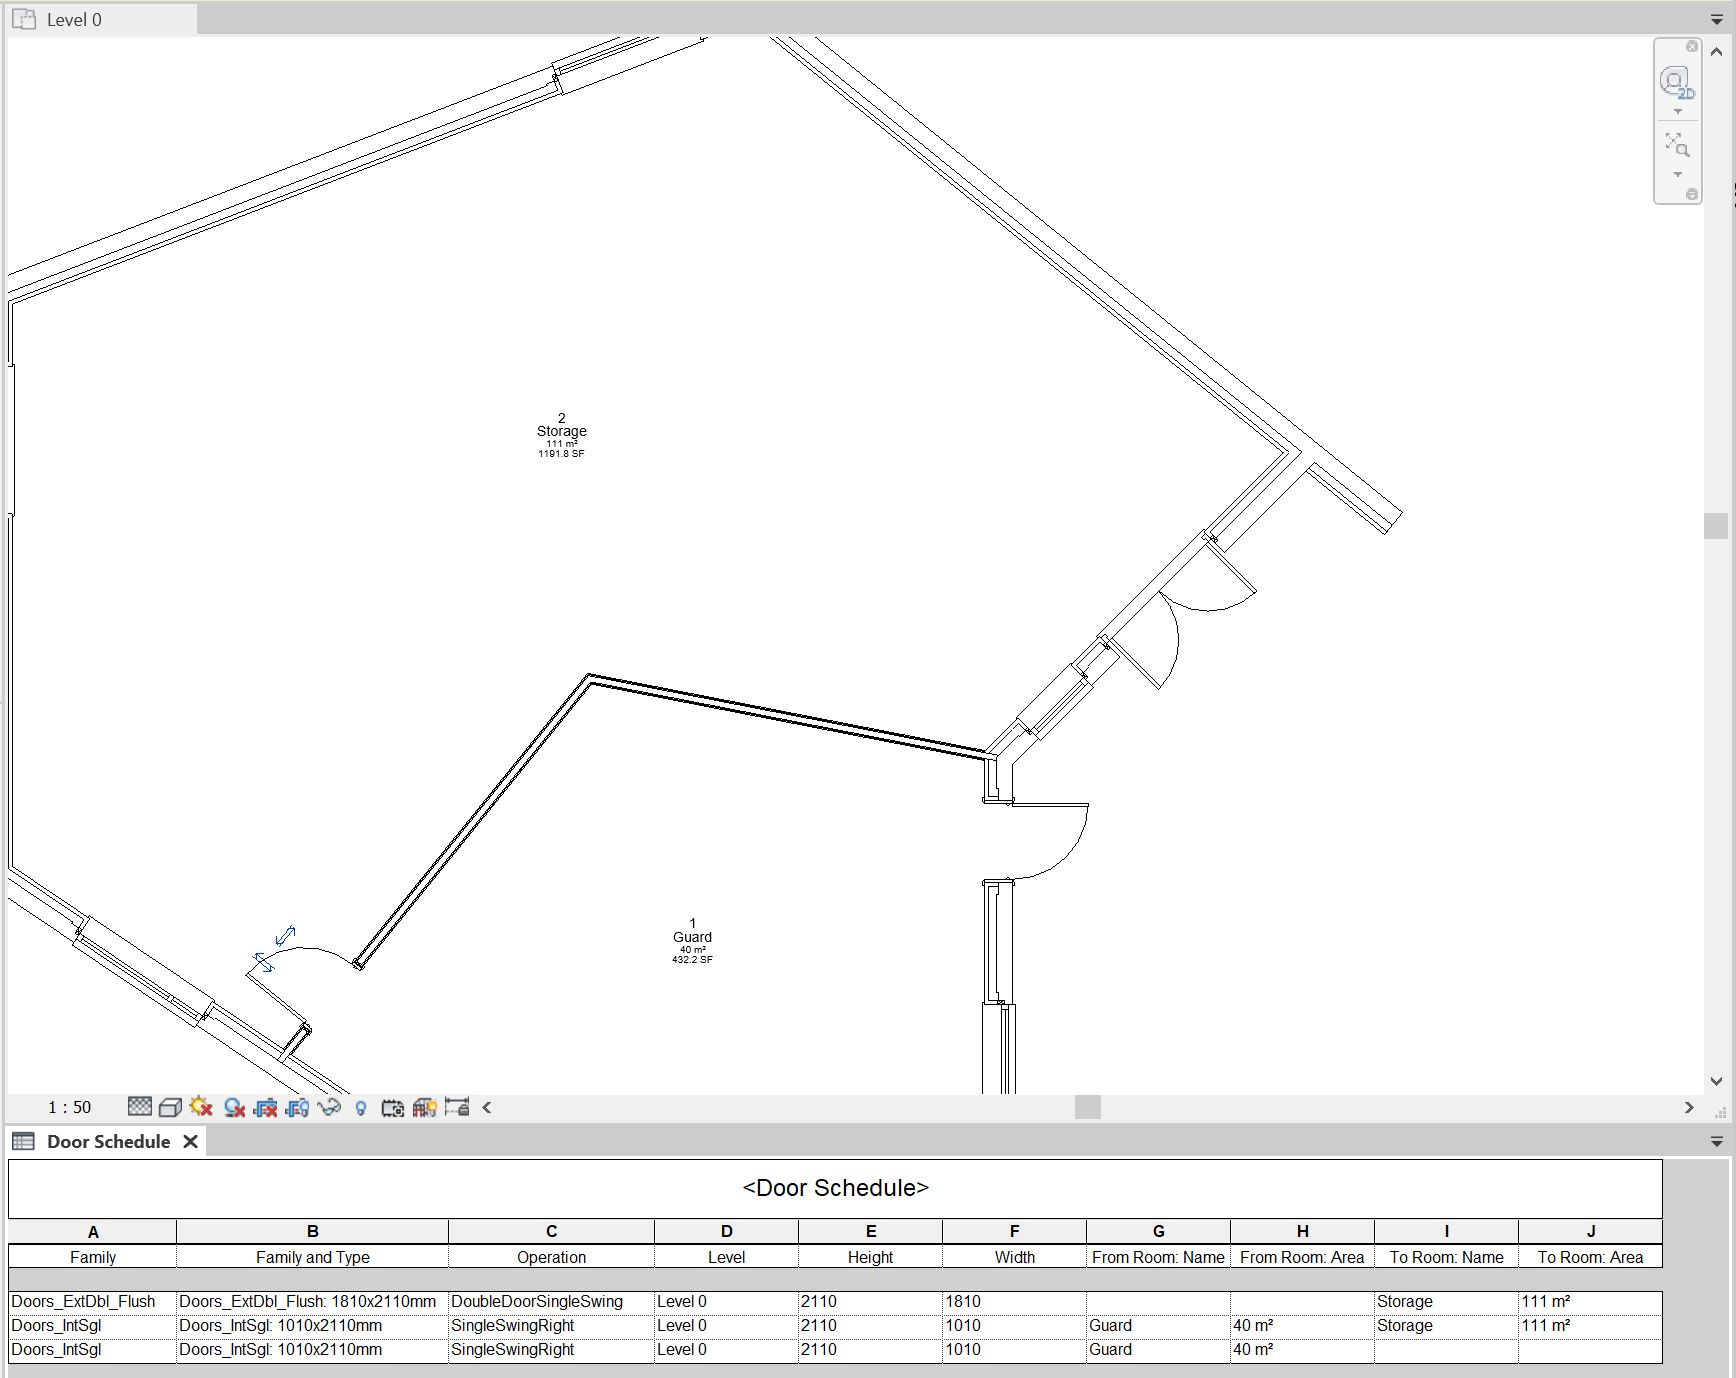 Level 0
2D
2
Storage
111 m²
1191.8 SF
1
Guard
40 m²
432.2 SF
1 : 50
Door Schedule
<Door Schedule>
A B C D E F G H I J
Family Family and Type Operation Level Height Width From Room: Name From Room: Area To Room: Name To Room: Area
Doors_ExtDbl_Flush Doors_ExtDbl_Flush: 1810x2110mm DoubleDoorSingleSwing Level 0 2110 1810 Storage 111 m²
Doors_IntSgl Doors_IntSgl: 1010x2110mm SingleSwingRight Level 0 2110 1010 Guard 40 m² Storage 111 m²
Doors_IntSgl Doors_IntSgl: 1010x2110mm SingleSwingRight Level 0 2110 1010 Guard 40 m²